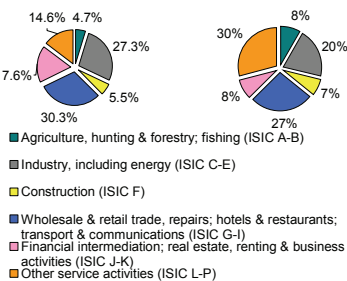 14.6%
4.7%
27.3%
7.6%
5.5%
30.3%
8%
30%
20%
8%
7%
27%
Agriculture, hunting & forestry; fishing (ISIC A-B)
Industry, including energy (ISIC C-E)
Construction (ISIC F)
Wholesale & retail trade, repairs; hotels & restaurants;
transport & communications (ISIC G-I)
Financial intermediation; real estate, renting & business
activities (ISIC J-K)
Other service activities (ISIC L-P)